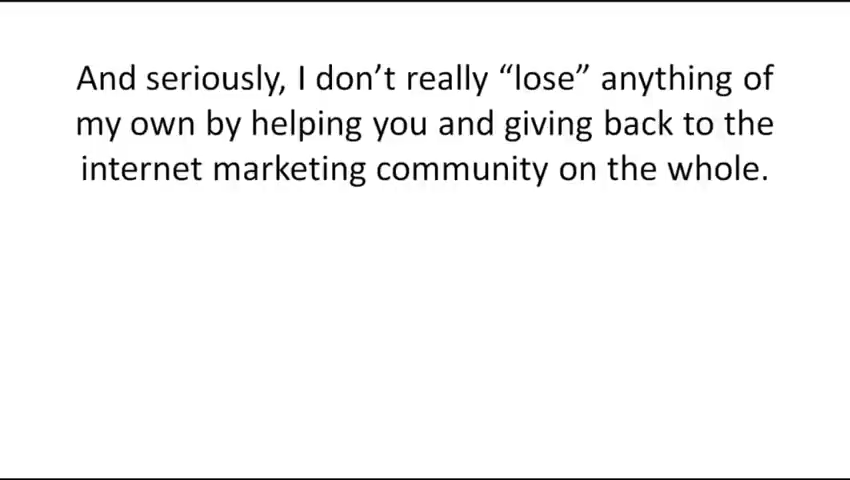 And seriously, I don’t really “lose” anything of
my own by helping you and giving back to the
internet marketing community on the whole.